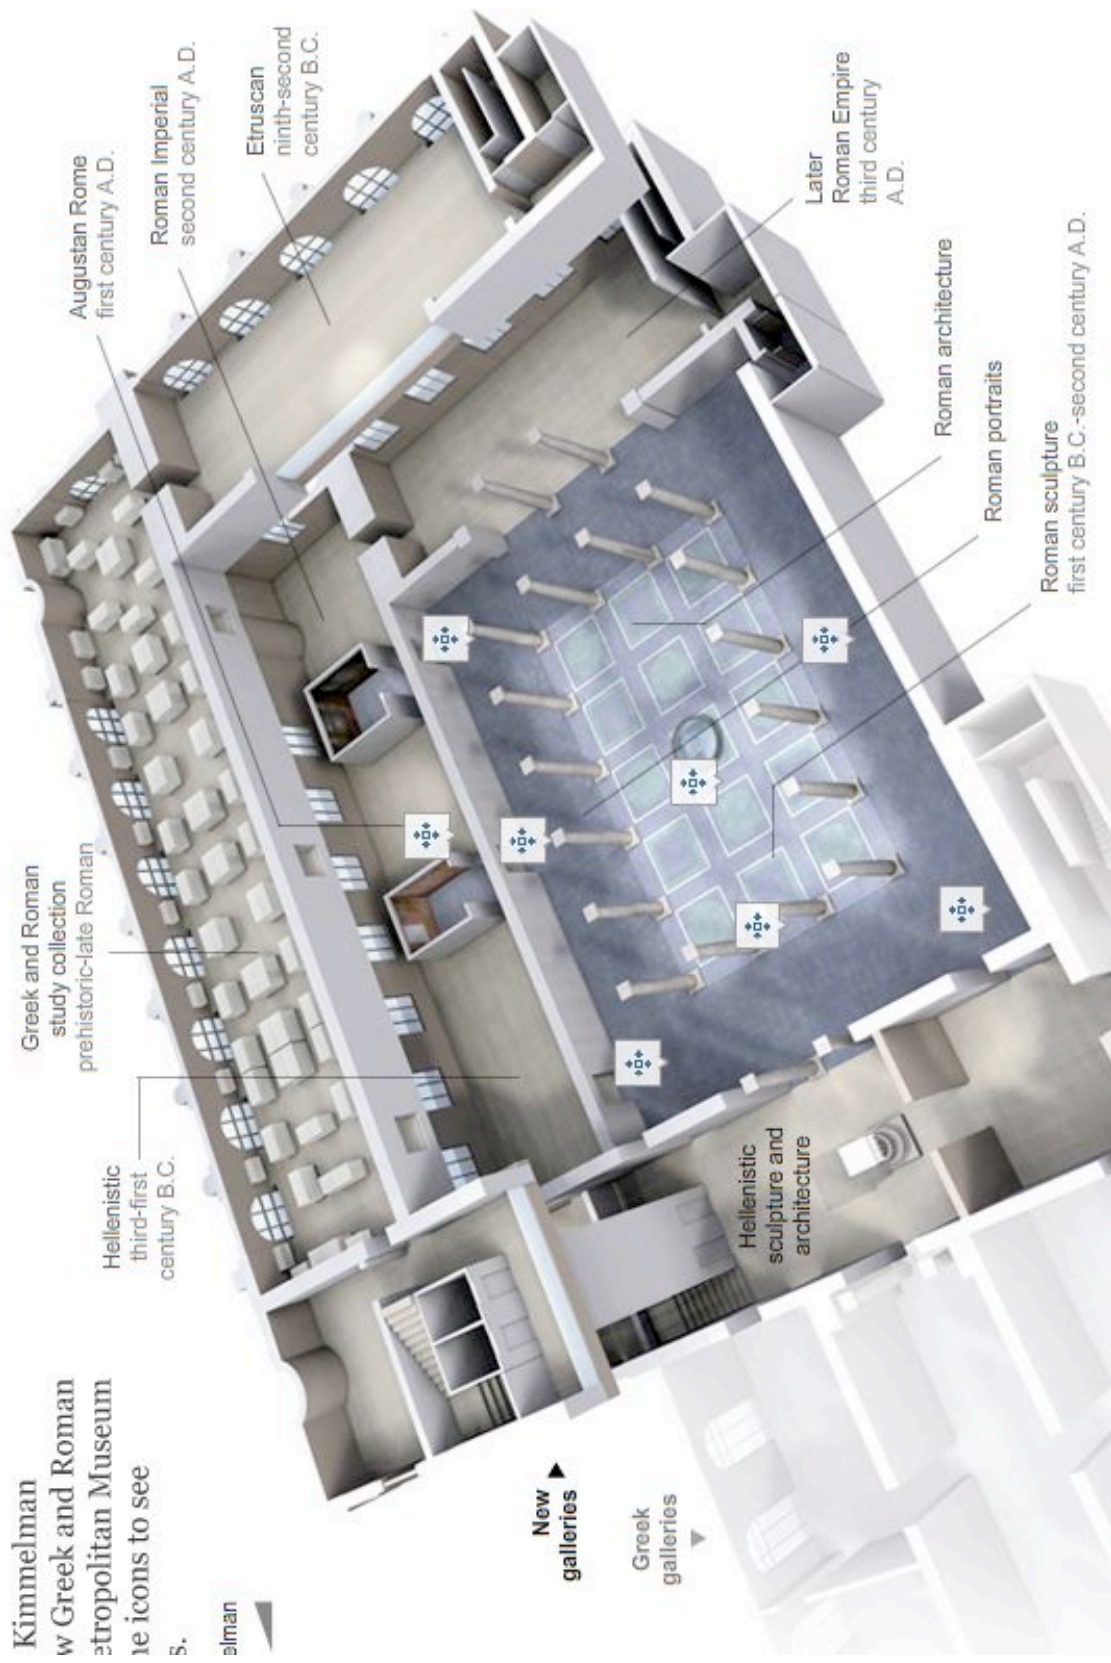 Kimmelman
w Greek and Roman
etropolitan Museum
ne icons to see
s.
elman
Hellenistic
third-first
century B.C.
Greek and Roman
study collection
prehistoric-late Roman
Augustan Rome
first century A.D.
Roman Imperial
second century A.D.
Etruscan
ninth-second
century B.C.
Later
Roman Empire
third century
A.D.
Roman architecture
Roman portraits
Roman sculpture
first century B.C.-second century A.D.
Hellenistic
sculpture and
architecture
New
galleries
Greek
galleries